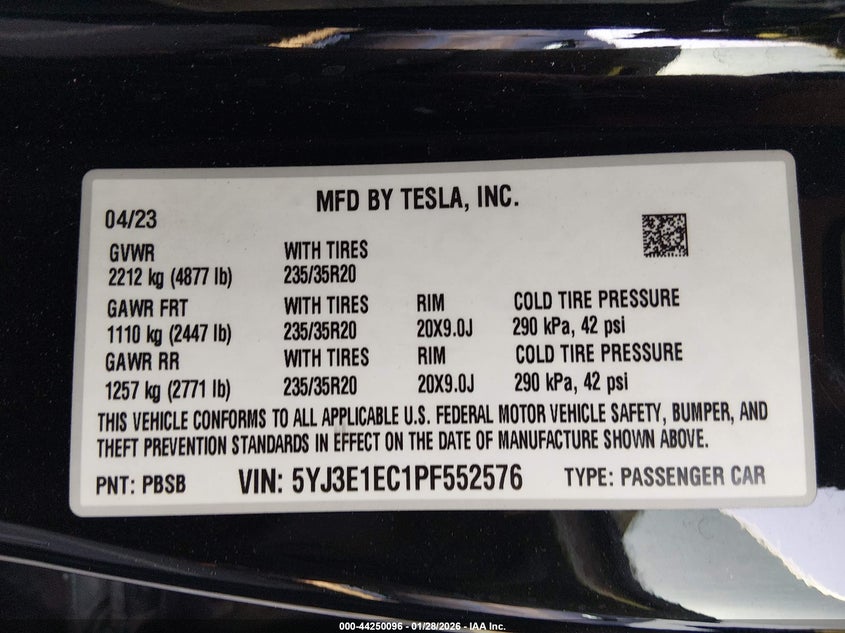 MFD BY TESLA, INC.
04/23
GVWR WITH TIRES
2212 kg (4877 lb) 235/35R20
GAWR FRT WITH TIRES RIM COLD TIRE PRESSURE
1110 kg (2447 lb) 235/35R20 20X9.0J 290 kPa, 42 psi
GAWR RR WITH TIRES RIM COLD TIRE PRESSURE
1257 kg (2771 lb) 235/35R20 20X9.0J 290 kPa, 42 psi
THIS VEHICLE CONFORMS TO ALL APPLICABLE U.S. FEDERAL MOTOR VEHICLE SAFETY, BUMPER, AND
THEFT PREVENTION STANDARDS IN EFFECT ON THE DATE OF MANUFACTURE SHOWN ABOVE.
PNT: PBSB VIN: 5YJ3E1EC1PF552576 TYPE: PASSENGER CAR
000-44250096 - 01/28/2026 - IAA Inc.